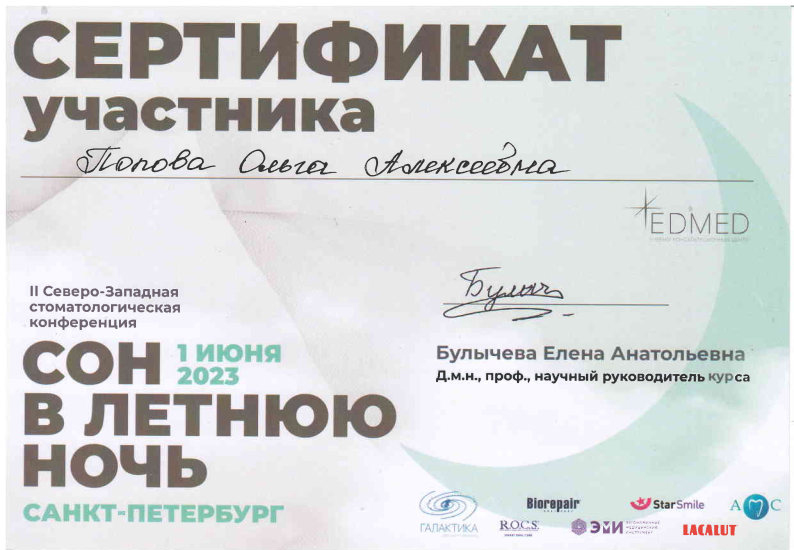 СЕРТИФИКАТ
участника
Попова Ольга Алексеевна
EDMED
II Северо-Западная
стоматологическая
конференция
СОН
1 ИЮНЯ
2023
В ЛЕТНЮЮ
НОЧЬ
САНКТ-ПЕТЕРБУРГ
Булыч
Булычева Елена Анатольевна
Д.м.н., проф., научный руководитель курса
ГАЛАКТИКА
Biorepair
R.O.C.S.
StarSmile
ЭМИ
LACALUT
А С